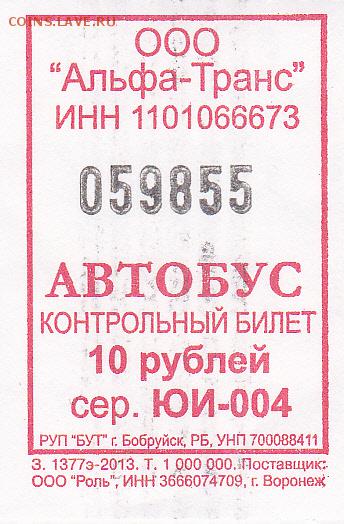 COINS.LAVE.RU
ООО
“Альфа-Транс”
ИНН 1101066673
059855
АВТОБУС
КОНТРОЛЬНЫЙ БИЛЕТ
10 рублей
сер. ЮИ-004
РУП "БУТ" г. Бобруйск, РБ, УНП 700088411
З. 1377э-2013. Т. 1 000 000. Поставщик:
ООО "Роль", ИНН 3666074709, г. Воронеж